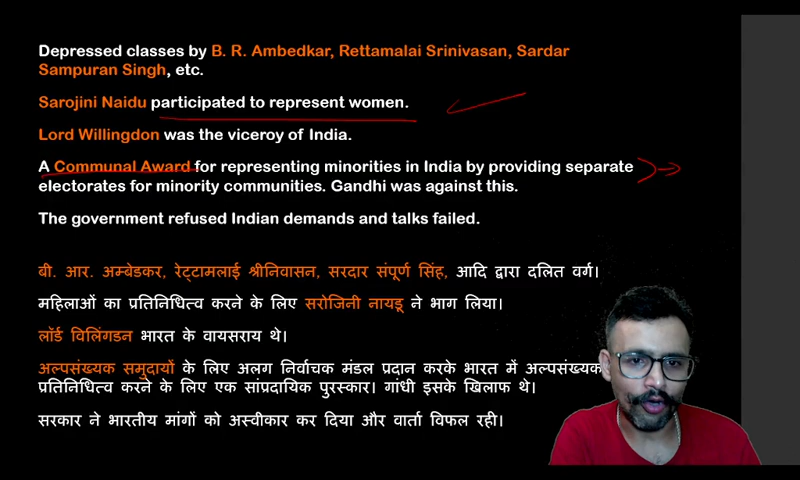 Depressed classes by B. R. Ambedkar, Rettamalai Srinivasan, Sardar
Sampuran Singh, etc.
Sarojini Naidu participated to represent women.
Lord Willingdon was the viceroy of India.
A Communal Award for representing minorities in India by providing separate
electorates for minority communities. Gandhi was against this.
The government refused Indian demands and talks failed.
बी. आर. अम्बेडकर, रेट्टामलाई श्रीनिवासन, सरदार संपूर्ण सिंह, आदि द्वारा दलित वर्ग।
महिलाओं का प्रतिनिधित्व करने के लिए सरोजिनी नायडू ने भाग लिया।
लॉर्ड विलिंगडन भारत के वायसराय थे।
अल्पसंख्यक समुदायों के लिए अलग निर्वाचक मंडल प्रदान करके भारत में अल्पसंख्यक
प्रतिनिधित्व करने के लिए एक सांप्रदायिक पुरस्कार। गांधी इसके खिलाफ थे।
सरकार ने भारतीय मांगों को अस्वीकार कर दिया और वार्ता विफल रही।